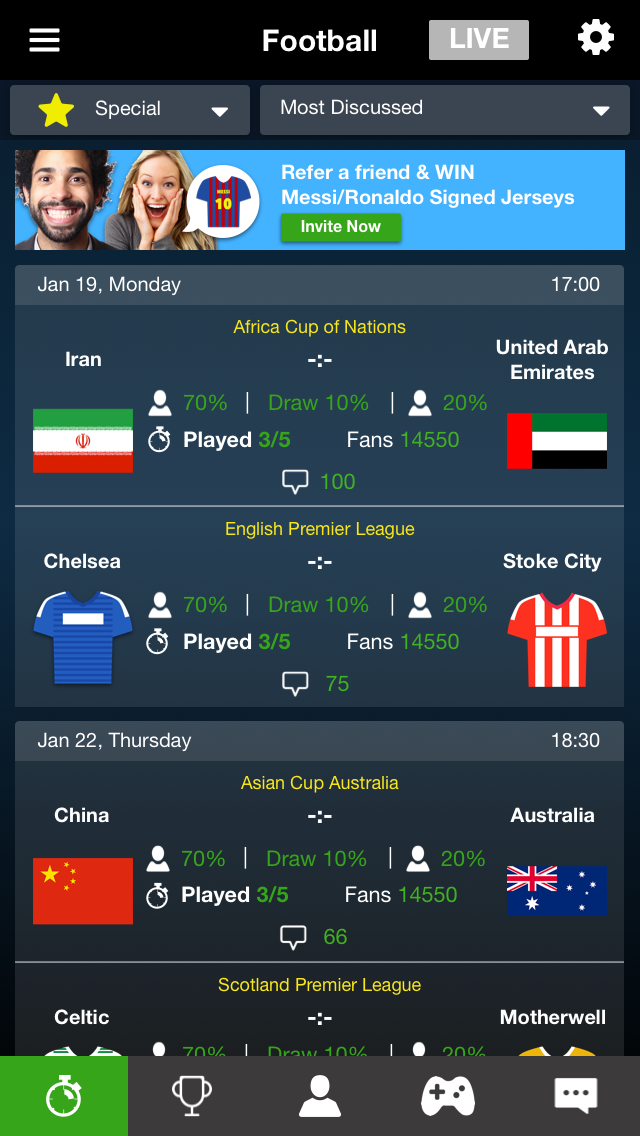 Football
LIVE
Special
Most Discussed
MESSI
10
Refer a friend & WIN
Messi/Ronaldo Signed Jerseys
Invite Now
Jan 19, Monday 17:00
Africa Cup of Nations
Iran -:- United Arab
Emirates
70% | Draw 10% | 20%
Played 3/5 Fans 14550
100
English Premier League
Chelsea -:- Stoke City
70% | Draw 10% | 20%
Played 3/5 Fans 14550
75
Jan 22, Thursday 18:30
Asian Cup Australia
China -:- Australia
70% | Draw 10% | 20%
Played 3/5 Fans 14550
66
Scotland Premier League
Celtic -:- Motherwell
70% | Draw 10% | 20%